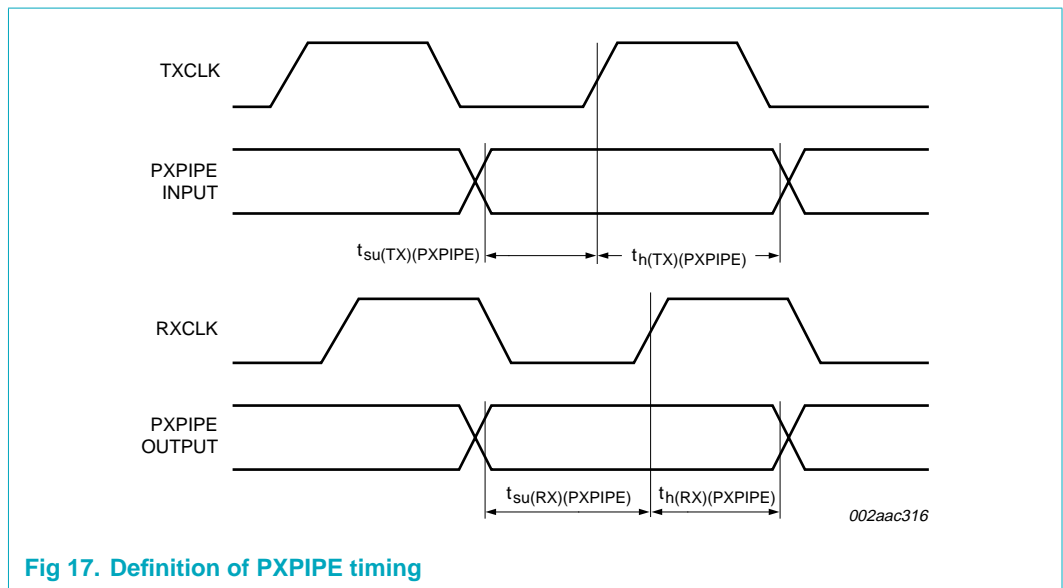 TXCLK
PXPIPE
INPUT
tsu(TX)(PXPIPE)
th(TX)(PXPIPE)
RXCLK
PXPIPE
OUTPUT
tsu(RX)(PXPIPE)
th(RX)(PXPIPE)
002aac316
Fig 17. Definition of PXPIPE timing